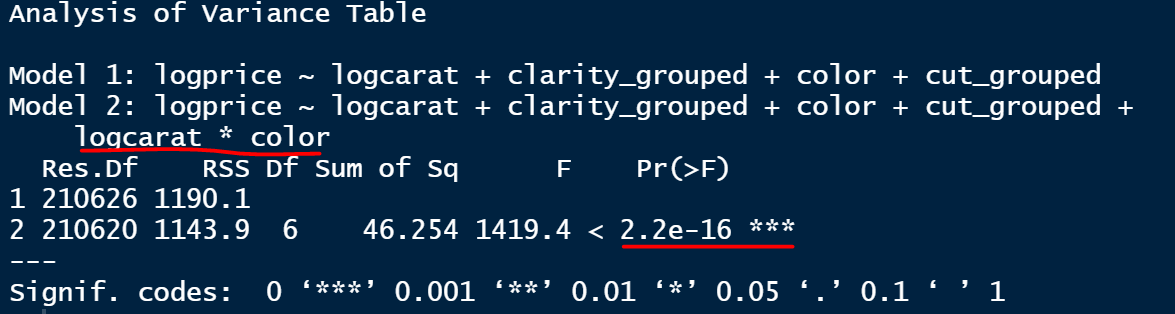 Analysis of Variance Table
Model 1: logprice ~ logcarat + clarity_grouped + color + cut_grouped
Model 2: logprice ~ logcarat + clarity_grouped + color + cut_grouped +
logcarat * color
Res.Df RSS Df Sum of Sq F Pr(>F)
1 210626 1190.1
2 210620 1143.9 6 46.254 1419.4 < 2.2e-16 ***
---
Signif. codes: 0 ‘***’ 0.001 ‘**’ 0.01 ‘*’ 0.05 ‘.’ 0.1 ‘ ’ 1